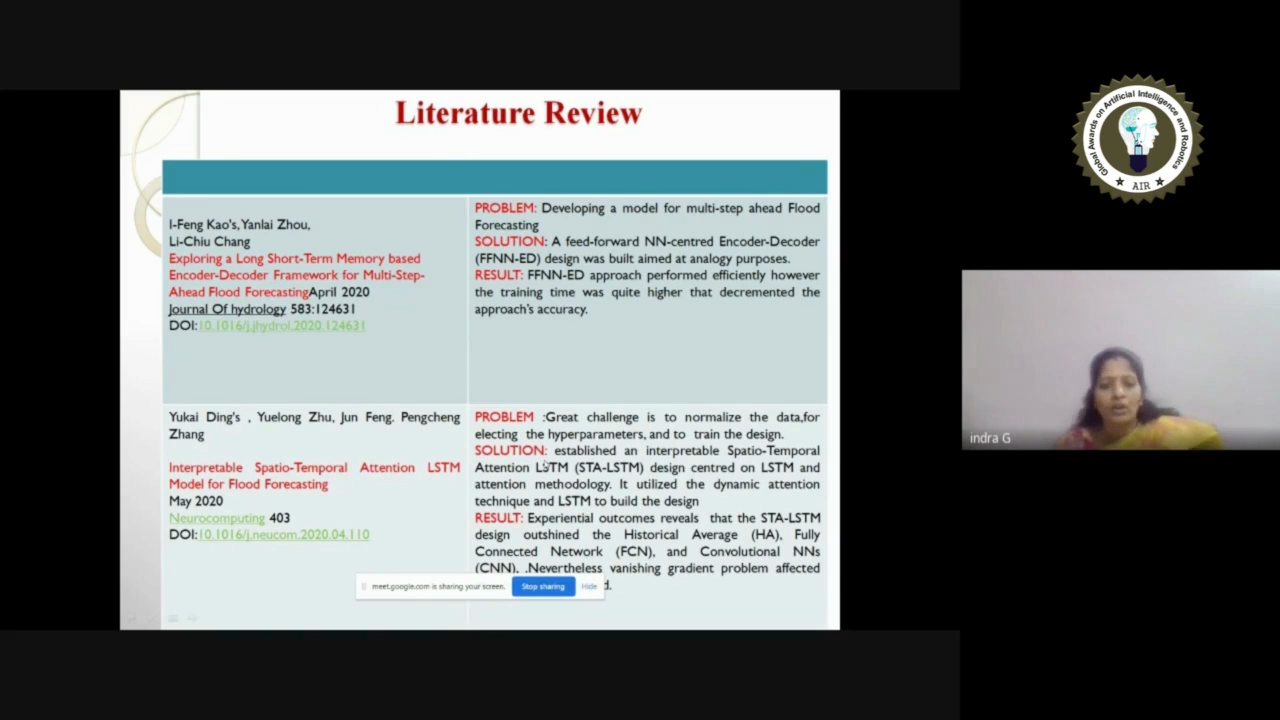 Literature Review
I-Feng Kao's,Yanlai Zhou,
Li-Chiu Chang
Exploring a Long Short-Term Memory based
Encoder-Decoder Framework for Multi-Step-
Ahead Flood ForecastingApril 2020
Journal Of hydrology 583:124631
DOI:10.1016/j.jhydrol.2020.124631
PROBLEM: Developing a model for multi-step ahead Flood
Forecasting
SOLUTION: A feed-forward NN-centred Encoder-Decoder
(FFNN-ED) design was built aimed at analogy purposes.
RESULT: FFNN-ED approach performed efficiently however
the training time was quite higher that decremented the
approach's accuracy.
Yukai Ding's , Yuelong Zhu, Jun Feng. Pengcheng
Zhang
Interpretable Spatio-Temporal Attention LSTM
Model for Flood Forecasting
May 2020
Neurocomputing 403
DOI:10.1016/j.neucom.2020.04.110
PROBLEM :Great challenge is to normalize the data,for
electing the hyperparameters, and to train the design.
SOLUTION: established an interpretable Spatio-Temporal
Attention LSTM (STA-LSTM) design centred on LSTM and
attention methodology. It utilized the dynamic attention
technique and LSTM to build the design
RESULT: Experiential outcomes reveals that the STA-LSTM
design outshined the Historical Average (HA), Fully
Connected Network (FCN), and Convolutional NNs
(CNN), .Nevertheless vanishing gradient problem affected
d.
meet.google.com is sharing your screen.
Stop sharing
Hide
Global Awards on Artificial Intelligence and Robotics
AIR
indra G